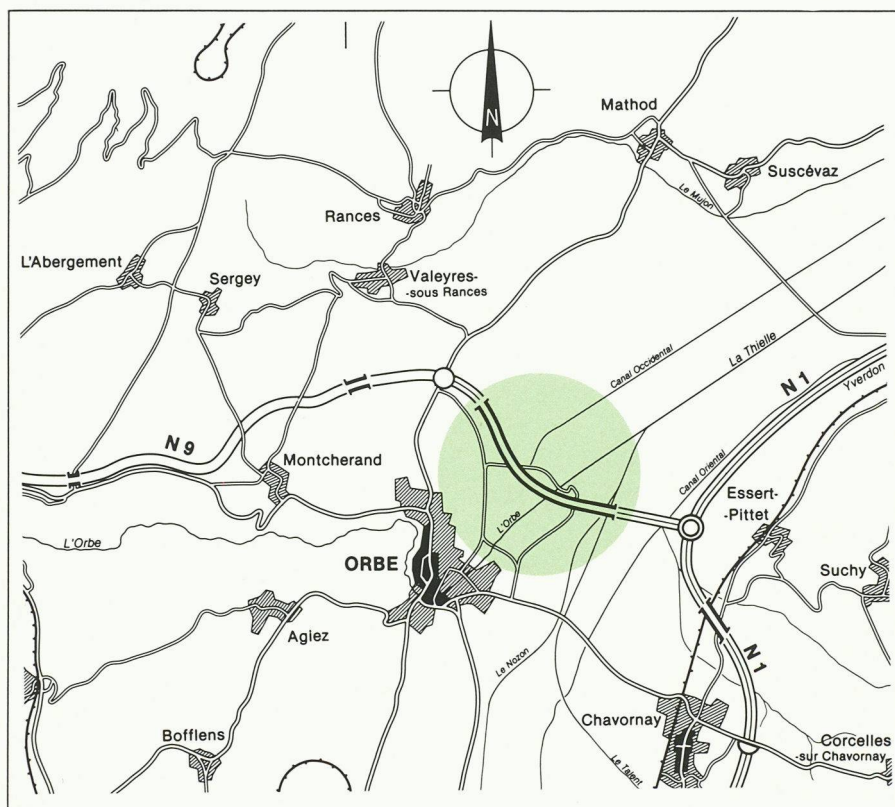 N
Mathod
Suscévaz
Le Mujon
Rances
L'Abergement
Sergey
Valeyres-
-sous Rances
Canal Occidental
La Thielle
N 1
Yverdon
N 9
Montcherand
Canal Oriental
Essert-
-Pittet
L'Orbe
L'Orbe
ORBE
Suchy
Agiez
N 1
Le Nozon
Chavornay
Bofflens
Le Talent
Corcelles
-sur Chavornay